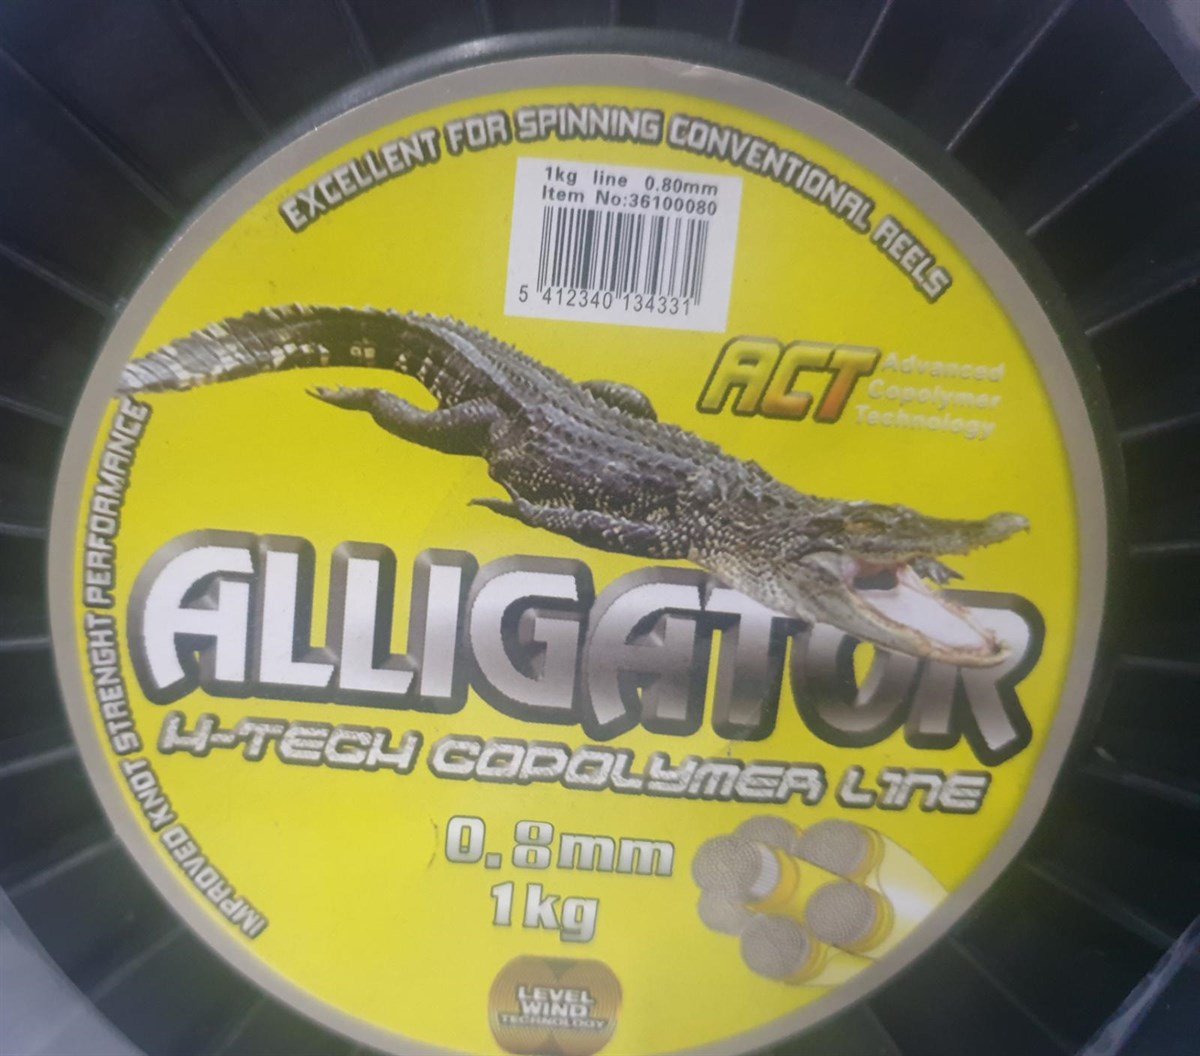 EXCELLENT FOR SPINNING CONVENTIONAL REELS
1kg line 0.80mm
Item No:36100080
5 412340 134331
ACT
Advanced
Copolymer
Technology
IMPROVED KNOT STRENGHT PERFORMANCE
ALLIGATOR
H-TECH COPOLYMER LINE
0.8mm
1kg
LEVEL
WIND
TECHNOLOGY